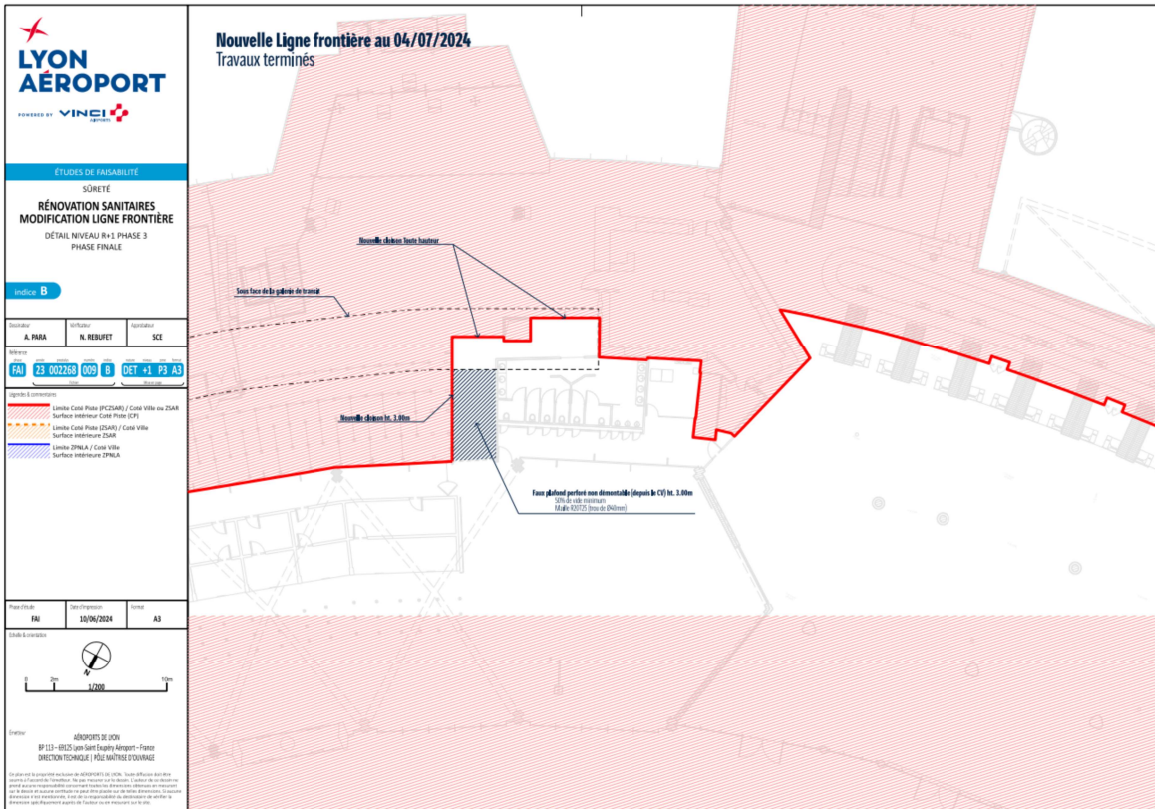 LYON
AÉROPORT
POWERED BY VINCI
AIRPORTS
ÉTUDES DE FAISABILITÉ
SÛRETÉ
RÉNOVATION SANITAIRES
MODIFICATION LIGNE FRONTIÈRE
DÉTAIL NIVEAU R+1 PHASE 3
PHASE FINALE
indice B
Dessinateur Vérificateur Approbateur
A. PARA N. REBUFET SCE
Référence
FAI 23 002268 009 B DET +1 P3 A3
Légendes & commentaires
Limite Coté Piste (PCZSAR) / Coté Ville ou ZSAR
Surface intérieur Coté Piste (CP)
Limite Coté Piste (ZSAR) / Coté Ville
Surface intérieure ZSAR
Limite ZPNLA / Coté Ville
Surface intérieure ZPNLA
Phase d'étude Date d'impression Format
FAI 10/06/2024 A3
Echelle & orientation
N
0 2m 10m
1/200
Émetteur
AÉROPORTS DE LYON
BP 113 – 69125 Lyon-Saint Exupéry Aéroport – France
DIRECTION TECHNIQUE | PÔLE MAÎTRISE D'OUVRAGE
Nouvelle Ligne frontière au 04/07/2024
Travaux terminés
Nouvelle cloison Toute hauteur
Sous face de la galerie de transit
Nouvelle cloison ht. 3.00m
Faux plafond perforé non démontable (depuis le CV) ht. 3.00m
50% de vide minimum